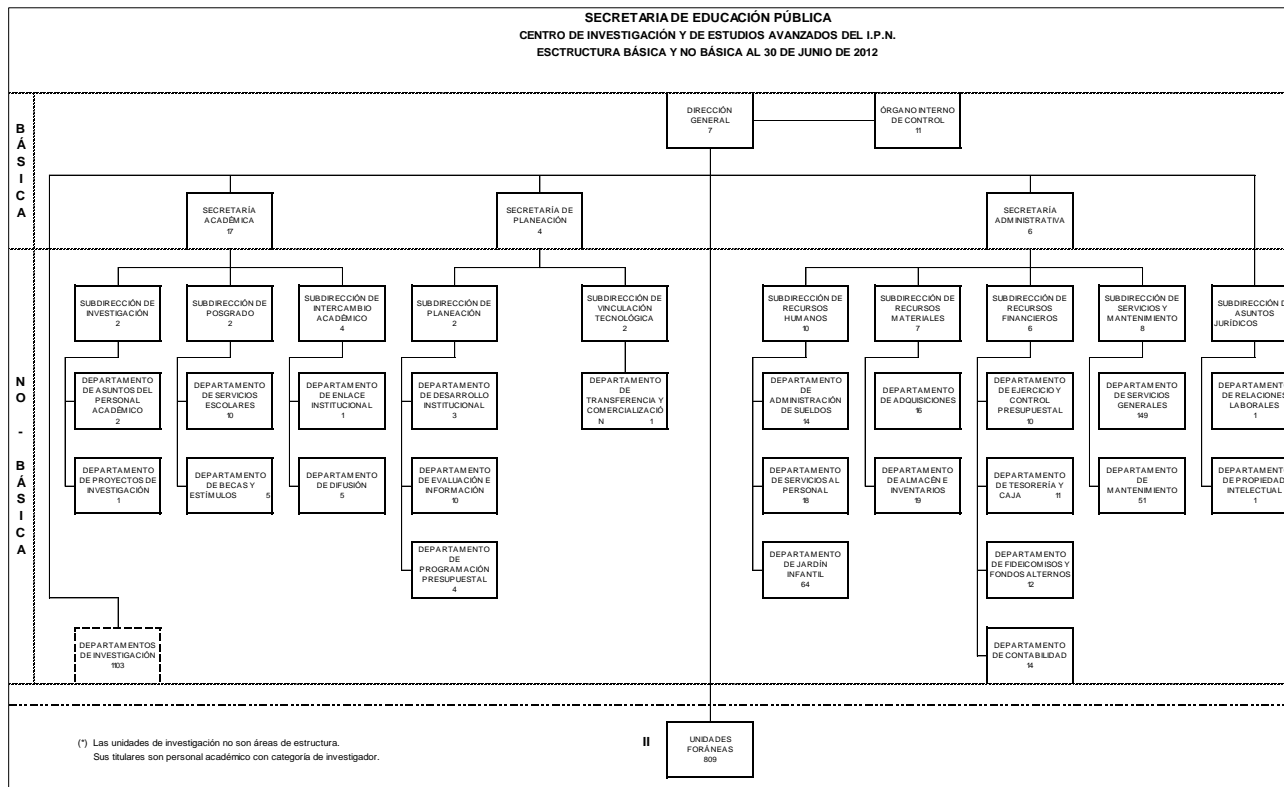 SECRETARIA DE EDUCACIÓN PÚBLICA
CENTRO DE INVESTIGACIÓN Y DE ESTUDIOS AVANZADOS DEL I.P.N.
ESCTRUCTURA BÁSICA Y NO BÁSICA AL 30 DE JUNIO DE 2012
B
Á
S
I
C
A
DIRECCIÓN
GENERAL
7
ÓRGANO INTERNO
DE CONTROL
11
SECRETARÍA
ACADÉMICA
17
SECRETARÍA DE
PLANEACIÓN
4
SECRETARÍA
ADMINISTRATIVA
6
N
O
-
B
Á
S
I
C
A
SUBDIRECCIÓN DE
INVESTIGACIÓN
2
SUBDIRECCIÓN DE
POSGRADO
2
SUBDIRECCIÓN DE
INTERCAMBIO
ACADÉMICO
4
SUBDIRECCIÓN DE
PLANEACIÓN
2
SUBDIRECCIÓN DE
VINCULACIÓN
TECNOLÓGICA
2
SUBDIRECCIÓN DE
RECURSOS
HUMANOS
10
SUBDIRECCIÓN DE
RECURSOS
MATERIALES
7
SUBDIRECCIÓN DE
RECURSOS
FINANCIEROS
6
SUBDIRECCIÓN DE
SERVICIOS Y
MANTENIMIENTO
8
SUBDIRECCIÓN D
ASUNTOS
JURÍDICOS
DEPARTAMENTO
DE ASUNTOS DEL
PERSONAL
ACADÉMICO
2
DEPARTAMENTO
DE SERVICIOS
ESCOLARES
10
DEPARTAMENTO
DE ENLACE
INSTITUCIONAL
1
DEPARTAMENTO
DE DESARROLLO
INSTITUCIONAL
3
DEPARTAMENTO
DE
TRANSFERENCIA Y
COMERCIALIZACIÓ
N 1
DEPARTAMENTO
DE
ADMINISTRACIÓN
DE SUELDOS
14
DEPARTAMENTO
DE ADQUISICIONES
16
DEPARTAMENTO
DE EJERCICIO Y
CONTROL
PRESUPUESTAL
10
DEPARTAMENTO
DE SERVICIOS
GENERALES
149
DEPARTAMENT
DE RELACIONES
LABORALES
1
DEPARTAMENTO
DE PROYECTOS DE
INVESTIGACIÓN
1
DEPARTAMENTO
DE BECAS Y
ESTÍMULOS 5
DEPARTAMENTO
DE DIFUSIÓN
5
DEPARTAMENTO
DE EVALUACIÓN E
INFORMACIÓN
10
DEPARTAMENTO
DE SERVICIOS AL
PERSONAL
18
DEPARTAMENTO
DE ALMACÉN E
INVENTARIOS
19
DEPARTAMENTO
DE TESORERÍA Y
CAJA 11
DEPARTAMENTO
DE
MANTENIMIENTO
51
DEPARTAMENT
DE PROPIEDAD
INTELECTUAL
1
DEPARTAMENTO
DE
PROGRAMACIÓN
PRESUPUESTAL
4
DEPARTAMENTO
DE JARDÍN
INFANTIL
64
DEPARTAMENTO
DE FIDEICOMISOS Y
FONDOS ALTERNOS
12
DEPARTAMENTOS
DE INVESTIGACIÓN
1103
DEPARTAMENTO
DE CONTABILIDAD
14
(*) Las unidades de investigación no son áreas de estructura.
Sus titulares son personal académico con categoría de investigador.
II
UNIDADES
FORÁNEAS
809